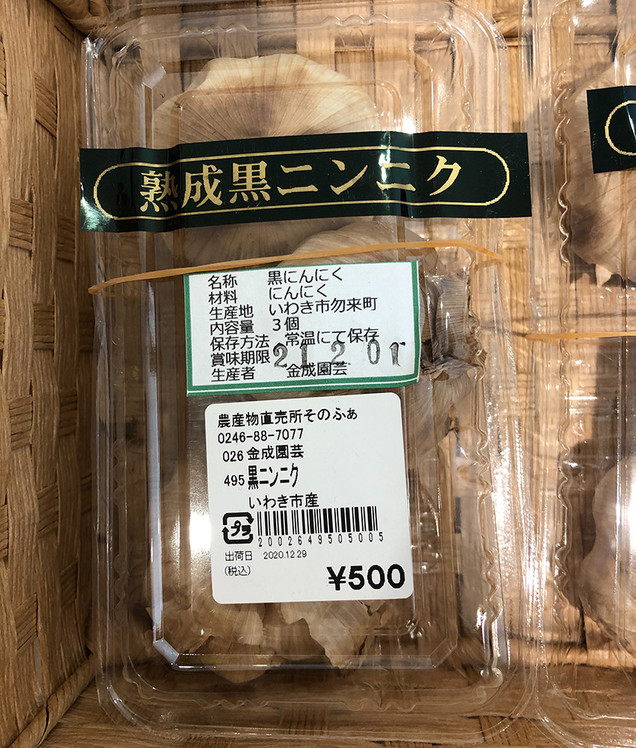 熟成黒ニンニク
名称 黒にんにく
材料 にんにく
生産地 いわき市勿来町
内容量 3個
保存方法 常温にて保存
賞味期限 21.2.01
生産者 金成園芸
農産物直売所そのふぁ
0246-88-7077
026 金成園芸
495 黒ニンニク
いわき市産
プラ
2002649505005
出荷日 2020.12.29
(税込) ¥500